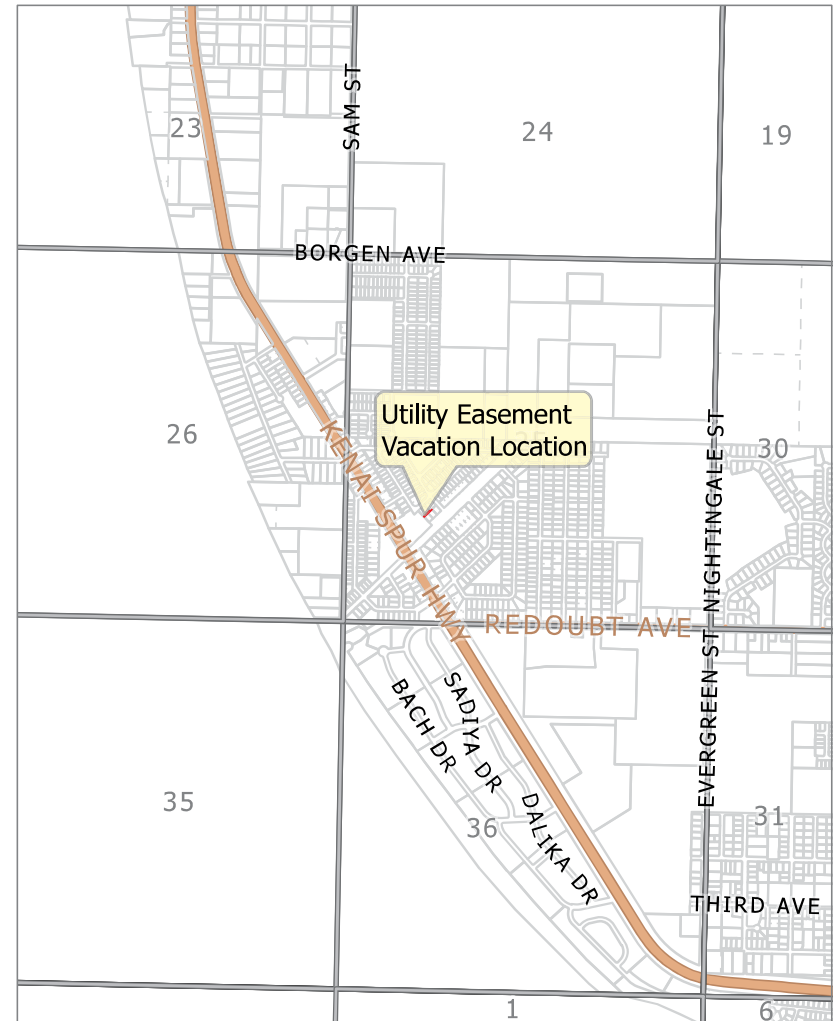 SAM ST
23
24
19
BORGEN AVE
Utility Easement
Vacation Location
26
30
KENAI SPUR HWY
NIGHTINGALE ST
REDOUBT AVE
EVERGREEN ST
SADIYA DR
BACH DR
35
36
DALIKA DR
31
THIRD AVE
1
6